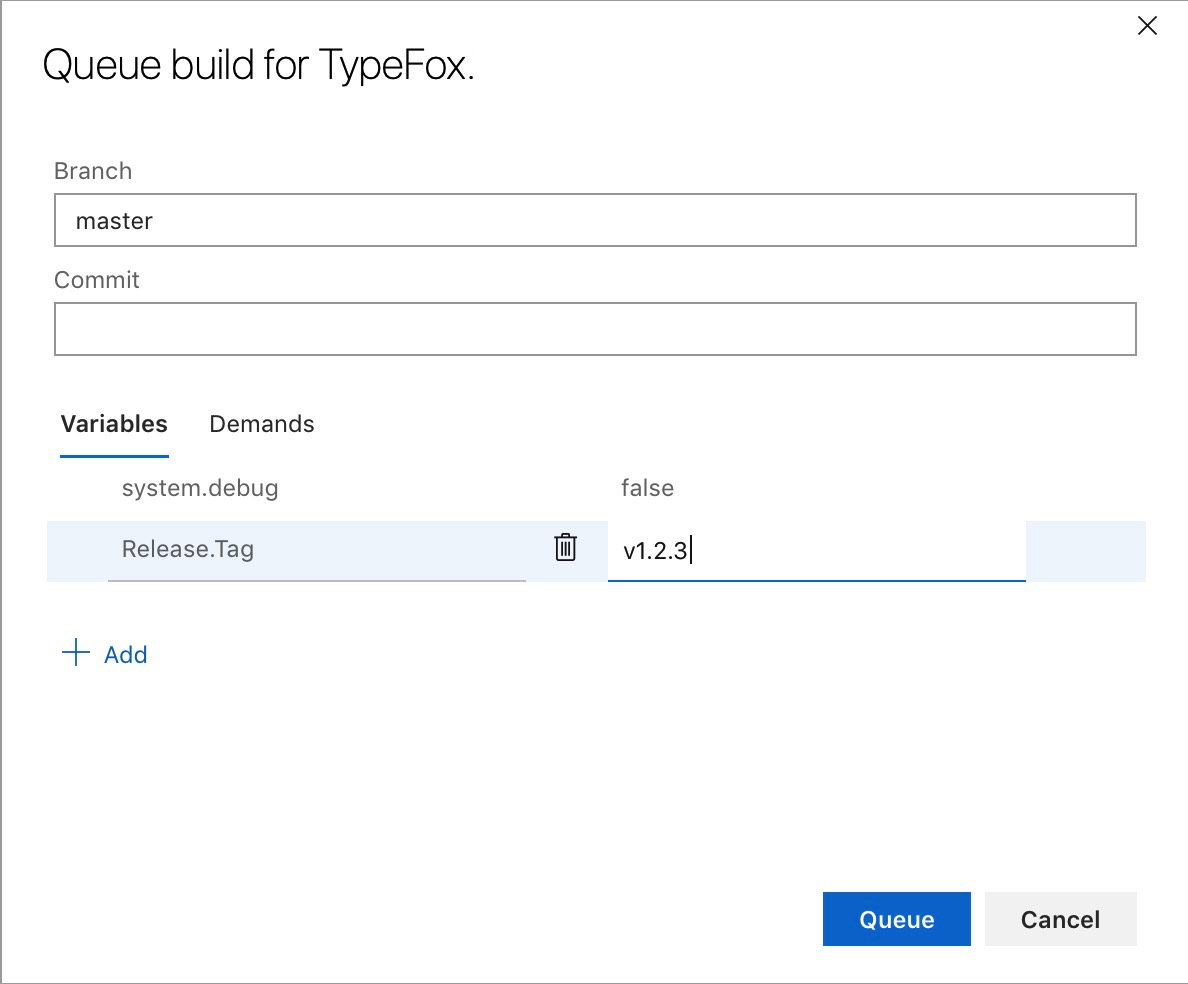 Queue build for TypeFox.
Branch
master
Commit
Variables Demands
system.debug false
Release.Tag v1.2.3
Add
Queue Cancel